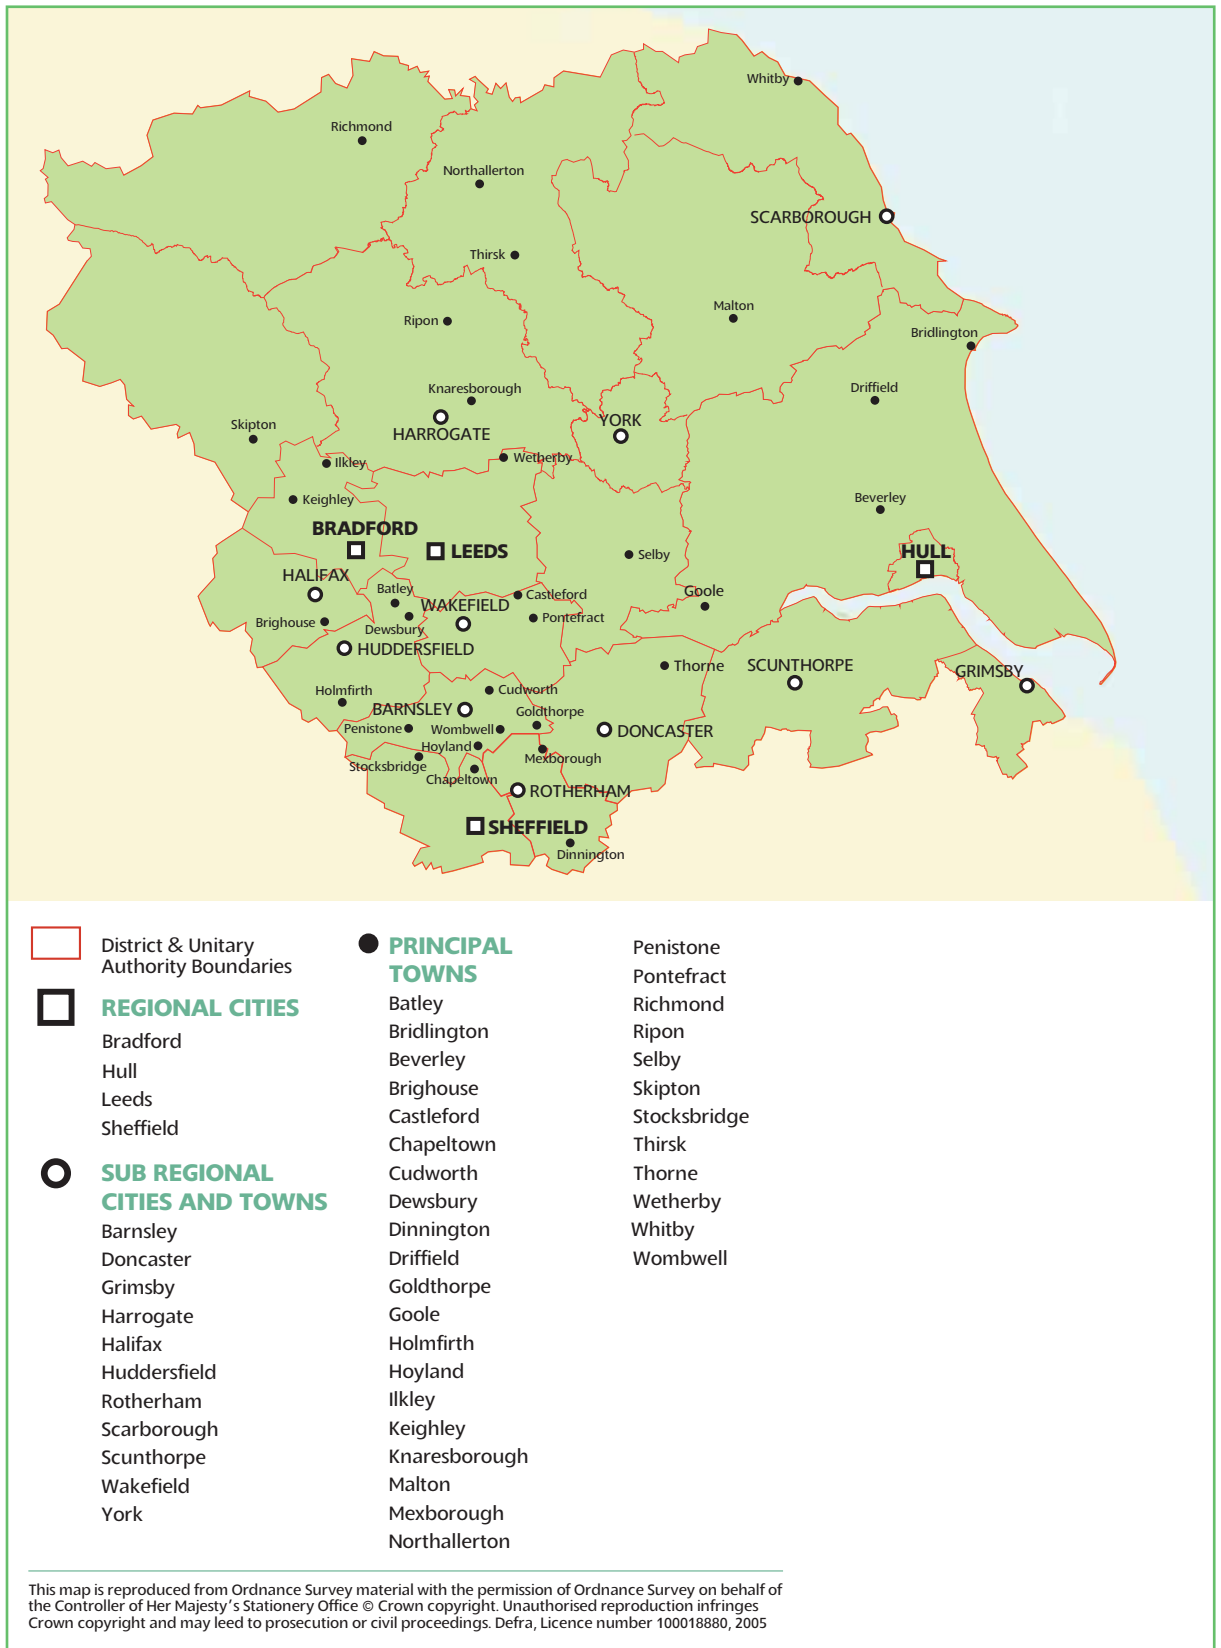 Whitby
Richmond
Northallerton
SCARBOROUGH
Thirsk
Malton
Ripon
Bridlington
Knaresborough
Driffield
YORK
Skipton
HARROGATE
Wetherby
Ilkley
Keighley
Beverley
BRADFORD
LEEDS
HULL
Selby
HALIFAX
Batley
Castleford
Goole
WAKEFIELD
Pontefract
Brighouse
Dewsbury
HUDDERSFIELD
Thorne
SCUNTHORPE
GRIMSBY
Holmfirth
Cudworth
BARNSLEY
Goldthorpe
Penistone
Wombwell
DONCASTER
Hoyland
Mexborough
Stocksbridge
Chapeltown
ROTHERHAM
SHEFFIELD
Dinnington
District & Unitary
Authority Boundaries
REGIONAL CITIES
Bradford
Hull
Leeds
Sheffield
SUB REGIONAL
CITIES AND TOWNS
Barnsley
Doncaster
Grimsby
Harrogate
Halifax
Huddersfield
Rotherham
Scarborough
Scunthorpe
Wakefield
York
PRINCIPAL
TOWNS
Batley
Bridlington
Beverley
Brighouse
Castleford
Chapeltown
Cudworth
Dewsbury
Dinnington
Driffield
Goldthorpe
Goole
Holmfirth
Hoyland
Ilkley
Keighley
Knaresborough
Malton
Mexborough
Northallerton
Penistone
Pontefract
Richmond
Ripon
Selby
Skipton
Stocksbridge
Thirsk
Thorne
Wetherby
Whitby
Wombwell
This map is reproduced from Ordnance Survey material with the permission of Ordnance Survey on behalf of
the Controller of Her Majesty's Stationery Office © Crown copyright. Unauthorised reproduction infringes
Crown copyright and may leed to prosecution or civil proceedings. Defra, Licence number 100018880, 2005